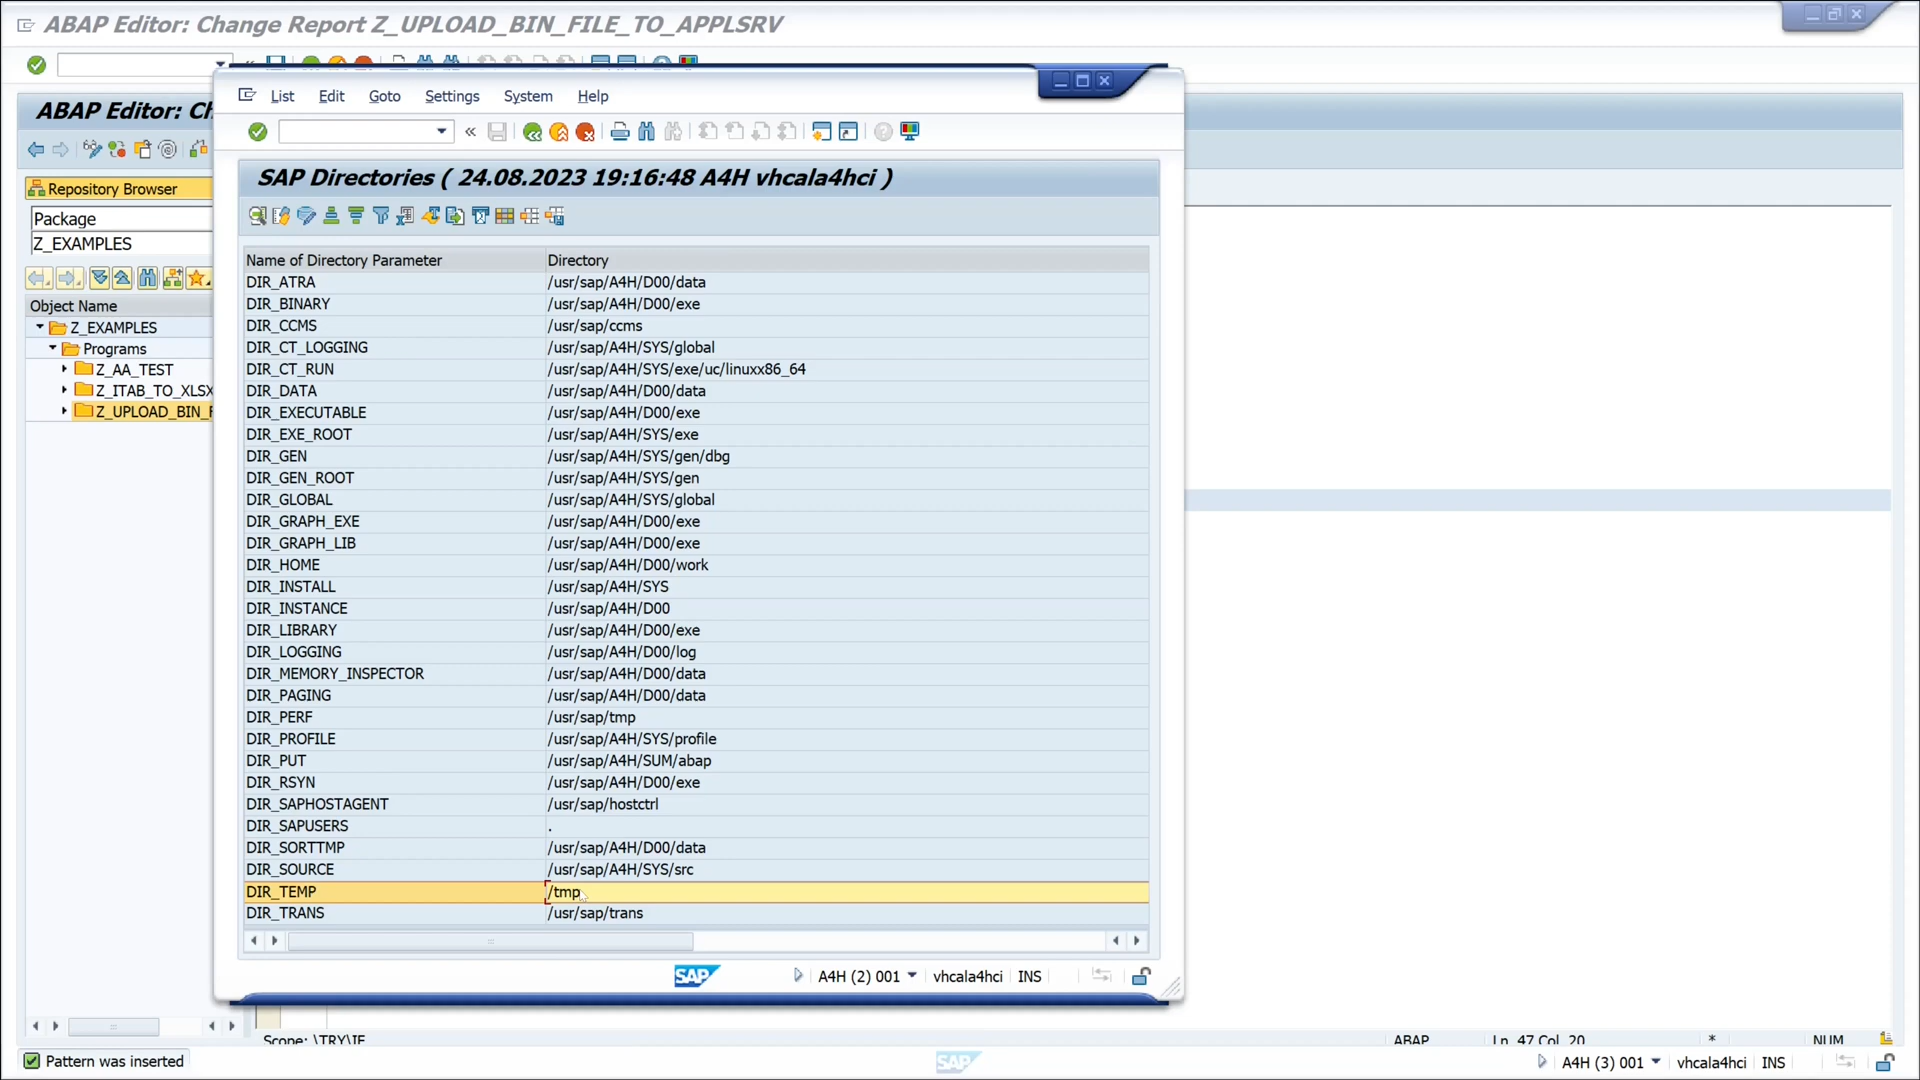 ABAP Editor: Change Report Z_UPLOAD_BIN_FILE_TO_APPLSRV
ABAP Editor: Ch
Repository Browser
Package
Z_EXAMPLES
Object Name
Z_EXAMPLES
Programs
Z_AA_TEST
Z_ITAB_TO_XLSX
Z_UPLOAD_BIN_F
List Edit Goto Settings System Help
SAP Directories ( 24.08.2023 19:16:48 A4H vhcala4hci )
Name of Directory Parameter Directory
DIR_ATRA /usr/sap/A4H/D00/data
DIR_BINARY /usr/sap/A4H/D00/exe
DIR_CCMS /usr/sap/ccms
DIR_CT_LOGGING /usr/sap/A4H/SYS/global
DIR_CT_RUN /usr/sap/A4H/SYS/exe/uc/linuxx86_64
DIR_DATA /usr/sap/A4H/D00/data
DIR_EXECUTABLE /usr/sap/A4H/D00/exe
DIR_EXE_ROOT /usr/sap/A4H/SYS/exe
DIR_GEN /usr/sap/A4H/SYS/gen/dbg
DIR_GEN_ROOT /usr/sap/A4H/SYS/gen
DIR_GLOBAL /usr/sap/A4H/SYS/global
DIR_GRAPH_EXE /usr/sap/A4H/D00/exe
DIR_GRAPH_LIB /usr/sap/A4H/D00/exe
DIR_HOME /usr/sap/A4H/D00/work
DIR_INSTALL /usr/sap/A4H/SYS
DIR_INSTANCE /usr/sap/A4H/D00
DIR_LIBRARY /usr/sap/A4H/D00/exe
DIR_LOGGING /usr/sap/A4H/D00/log
DIR_MEMORY_INSPECTOR /usr/sap/A4H/D00/data
DIR_PAGING /usr/sap/A4H/D00/data
DIR_PERF /usr/sap/tmp
DIR_PROFILE /usr/sap/A4H/SYS/profile
DIR_PUT /usr/sap/A4H/SUM/abap
DIR_RSYN /usr/sap/A4H/D00/exe
DIR_SAPHOSTAGENT /usr/sap/hostctrl
DIR_SAPUSERS .
DIR_SORTTMP /usr/sap/A4H/D00/data
DIR_SOURCE /usr/sap/A4H/SYS/src
DIR_TEMP /tmp
DIR_TRANS /usr/sap/trans
SAP A4H (2) 001 vhcala4hci INS
Scope: \TRY\IF ABAP Ln 47 Col 20 * NUM
Pattern was inserted SAP A4H (3) 001 vhcala4hci INS